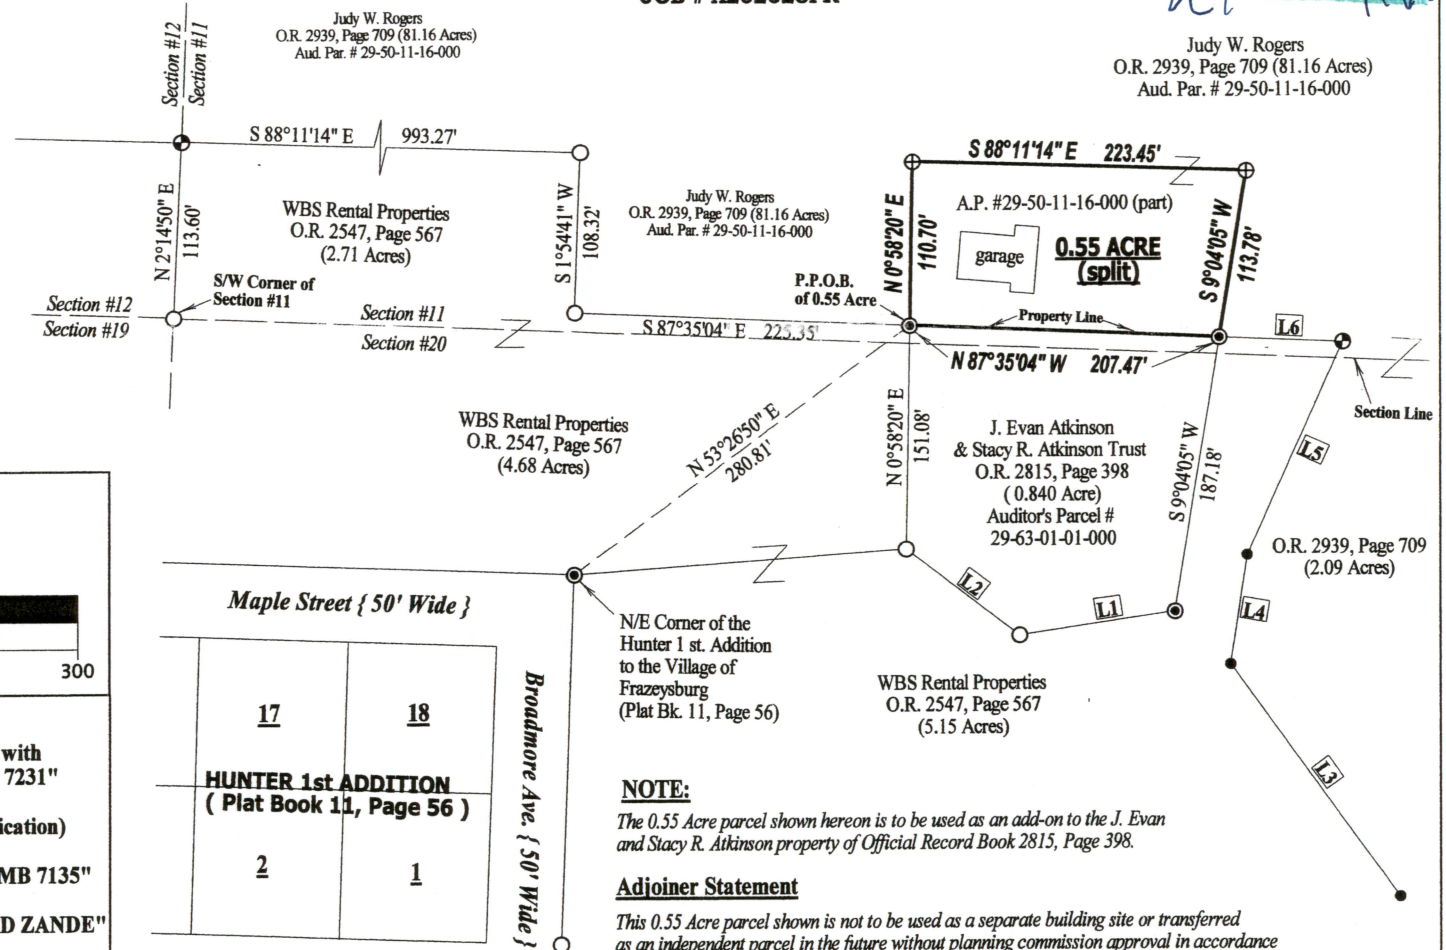 Judy W. Rogers
O.R. 2939, Page 709 (81.16 Acres)
Aud. Par. # 29-50-11-16-000
Judy W. Rogers
O.R. 2939, Page 709 (81.16 Acres)
Aud. Par. # 29-50-11-16-000
Section #12
Section #11
S 88°11'14" E 993.27'
S 88°11'14" E 223.45'
N 2°14'50" E
113.60'
WBS Rental Properties
O.R. 2547, Page 567
(2.71 Acres)
S 1°54'41" W
108.32'
Judy W. Rogers
O.R. 2939, Page 709 (81.16 Acres)
Aud. Par. # 29-50-11-16-000
N 0°58'20" E
110.70'
A.P. #29-50-11-16-000 (part)
garage
0.55 ACRE
(split)
S 9°04'05" W
113.78'
S/W Corner of
Section #11
P.P.O.B.
of 0.55 Acre
Section #12
Section #19
Section #11
Section #20
S 87°35'04" E 225.35'
Property Line
L6
N 87°35'04" W 207.47'
Section Line
WBS Rental Properties
O.R. 2547, Page 567
(4.68 Acres)
N 53°26'50" E
280.81'
N 0°58'20" E
151.08'
J. Evan Atkinson
& Stacy R. Atkinson Trust
O.R. 2815, Page 398
( 0.840 Acre)
Auditor's Parcel #
29-63-01-01-000
S 9°04'05" W
187.18'
L5
O.R. 2939, Page 709
(2.09 Acres)
Maple Street { 50' Wide }
L2
L1
L4
N/E Corner of the
Hunter 1 st. Addition
to the Village of
Frazeysburg
(Plat Bk. 11, Page 56)
WBS Rental Properties
O.R. 2547, Page 567
(5.15 Acres)
L3
300
17
18
HUNTER 1st ADDITION
( Plat Book 11, Page 56 )
2
1
Broadmore Ave. { 50' Wide }
with
7231"
ication)
MB 7135"
D ZANDE"
NOTE:
The 0.55 Acre parcel shown hereon is to be used as an add-on to the J. Evan
and Stacy R. Atkinson property of Official Record Book 2815, Page 398.
Adjoiner Statement
This 0.55 Acre parcel shown is not to be used as a separate building site or transferred
as an independent parcel in the future without planning commission approval in accordance